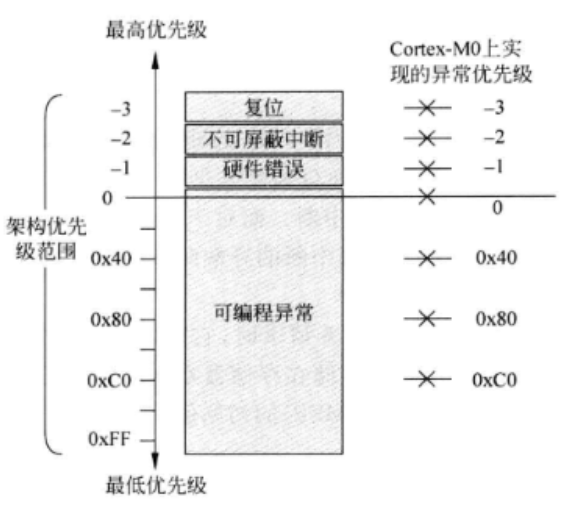 最高优先级
Cortex-M0上实
现的异常优先级
–3
复位
–3
–2
不可屏蔽中断
–2
–1
硬件错误
–1
0
0
架构优先
级范围
0x40
0x40
0x80
可编程异常
0x80
0xC0
0xC0
0xFF
最低优先级